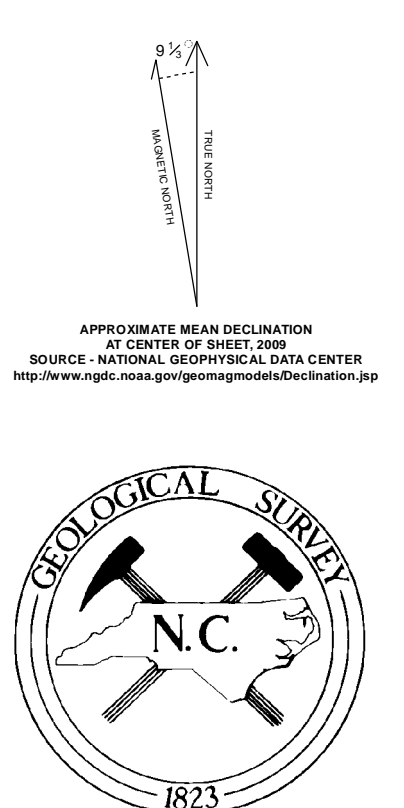 9 ⅓°
TRUE NORTH
MAGNETIC NORTH
APPROXIMATE MEAN DECLINATION
AT CENTER OF SHEET, 2009
SOURCE - NATIONAL GEOPHYSICAL DATA CENTER
http://www.ngdc.noaa.gov/geomagmodels/Declination.jsp
GEOLOGICAL SURVEY
N.C.
1823